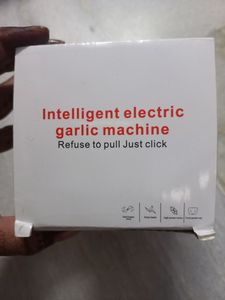 Intelligent electric
garlic machine
Refuse to pull Just click